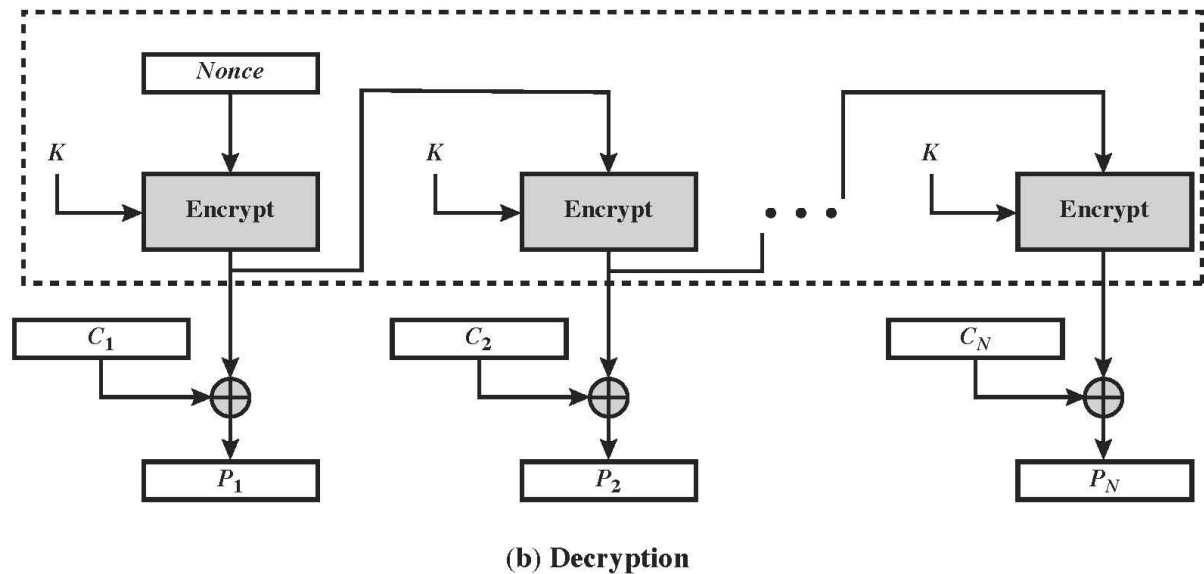 Nonce
K
K
K
Encrypt
Encrypt
• • •
Encrypt
C1
C2
CN
P1
P2
PN
(b) Decryption